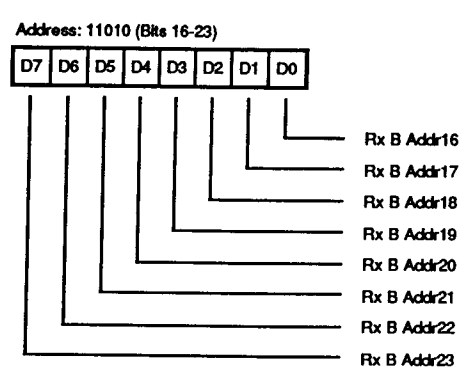 Address: 11010 (Bits 16-23)
D7 D6 D5 D4 D3 D2 D1 D0
Rx B Addr16
Rx B Addr17
Rx B Addr18
Rx B Addr19
Rx B Addr20
Rx B Addr21
Rx B Addr22
Rx B Addr23